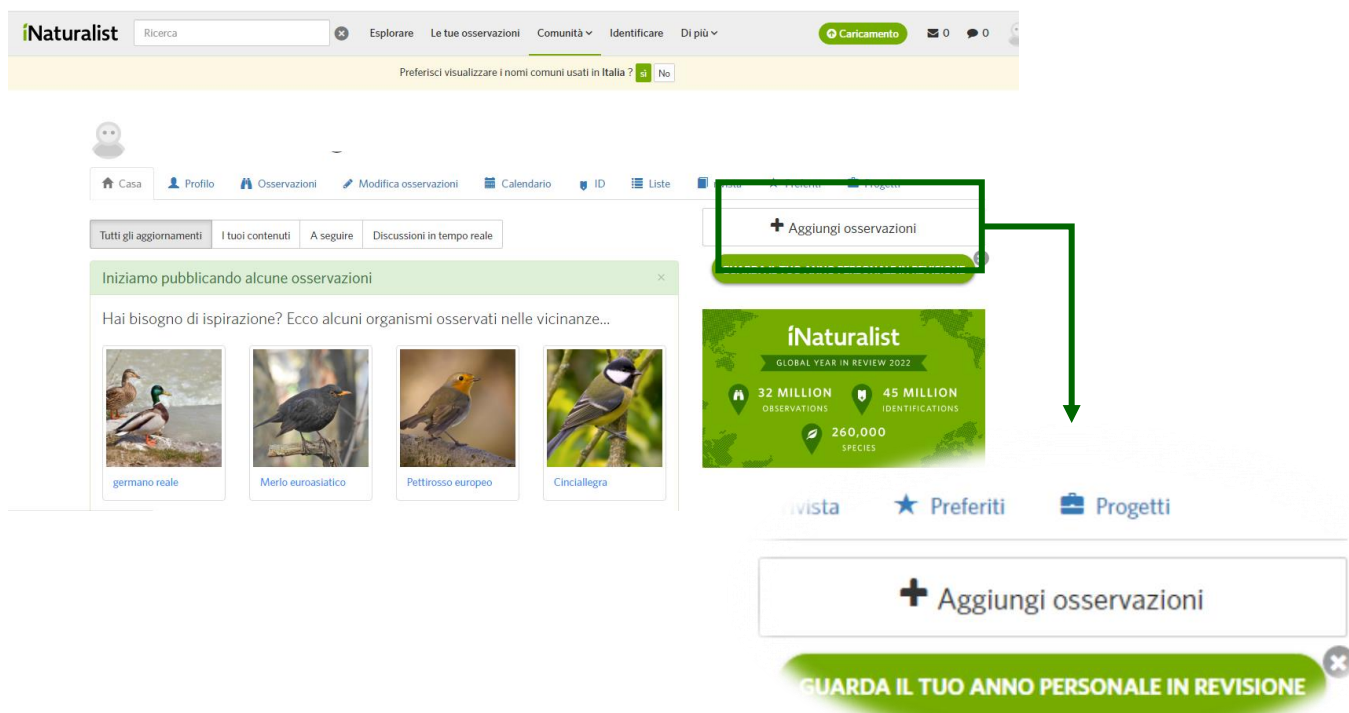 iNaturalist Ricerca Esplorare Le tue osservazioni Comunità Identificare Di più Caricamento 0 0
Preferisci visualizzare i nomi comuni usati in Italia ? sì No
Casa Profilo Osservazioni Modifica osservazioni Calendario ID Liste
Aggiungi osservazioni
Tutti gli aggiornamenti I tuoi contenuti A seguire Discussioni in tempo reale
Iniziamo pubblicando alcune osservazioni
Hai bisogno di ispirazione? Ecco alcuni organismi osservati nelle vicinanze...
germano reale Merlo euroasiatico Pettirosso europeo Cinciallegra
iNaturalist
GLOBAL YEAR IN REVIEW 2022
32 MILLION 45 MILLION
OBSERVATIONS IDENTIFICATIONS
260,000
SPECIES
Preferiti Progetti
Aggiungi osservazioni
GUARDA IL TUO ANNO PERSONALE IN REVISIONE